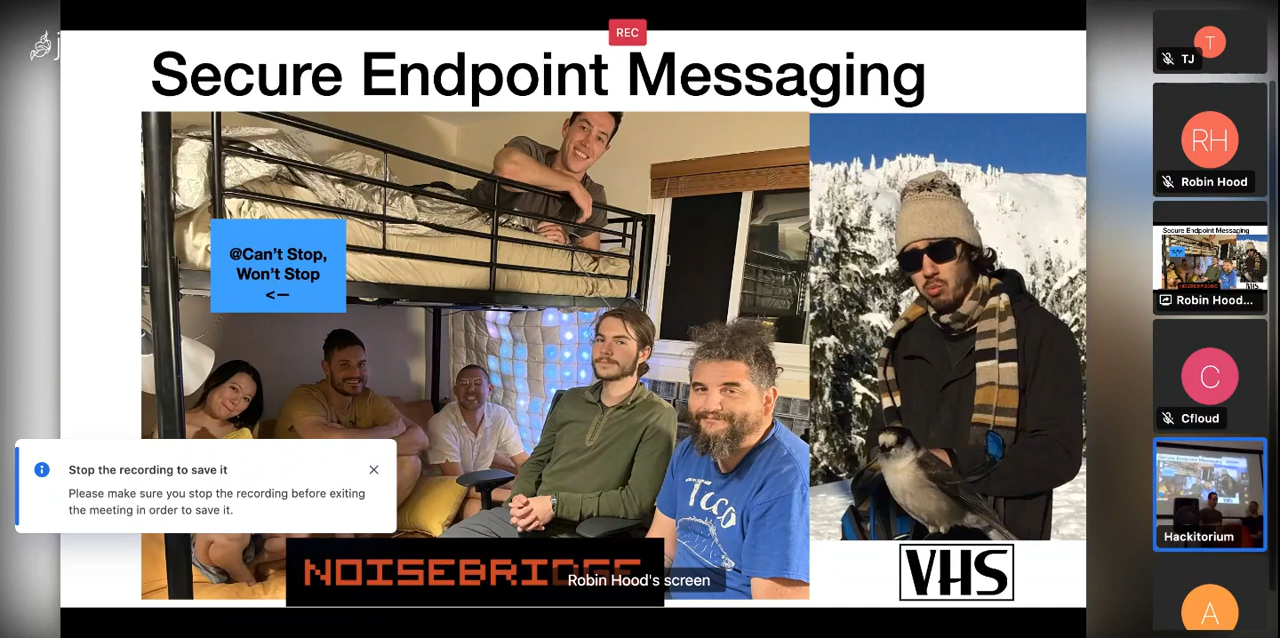 REC
Secure Endpoint Messaging
@Can't Stop,
Won't Stop
<—
Stop the recording to save it
Please make sure you stop the recording before exiting
the meeting in order to save it.
Tico
Robin Hood's screen
VHS
T
TJ
RH
Robin Hood
Secure Endpoint Messaging
Robin Hood...
C
Cfloud
Hackitorium
A